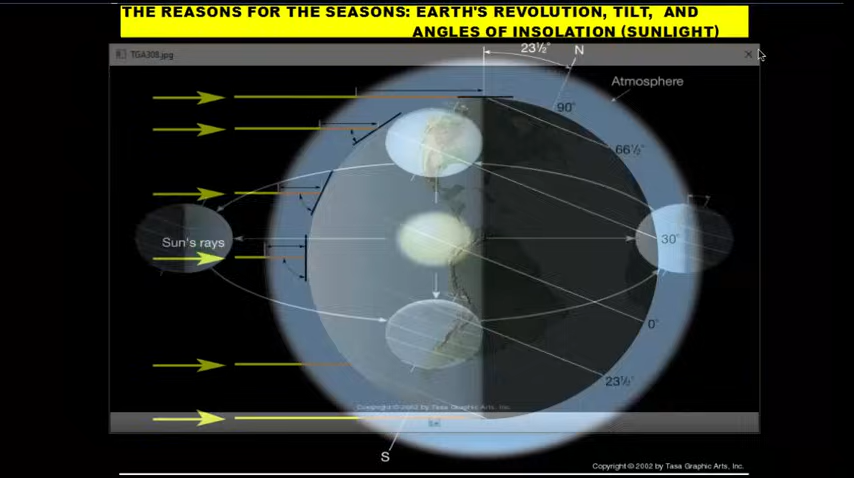 THE REASONS FOR THE SEASONS: EARTH'S REVOLUTION, TILT, AND
ANGLES OF INSOLATION (SUNLIGHT)
TGA308.jpg
23½°
N
Atmosphere
90°
66½°
Sun's rays
30°
0°
23½°
Copyright © 2002 by Tasa Graphic Arts, Inc.
S
Copyright © 2002 by Tasa Graphic Arts, Inc.